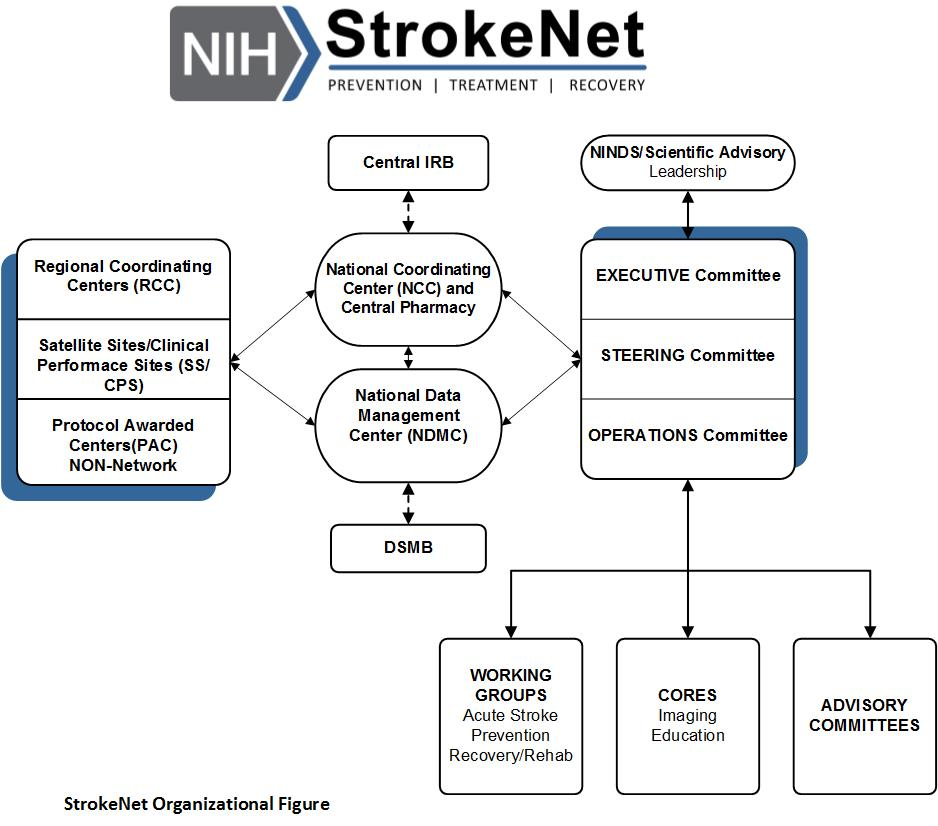 NIH StrokeNet
PREVENTION | TREATMENT | RECOVERY
Central IRB
NINDS/Scientific Advisory
Leadership
Regional Coordinating
Centers (RCC)
Satellite Sites/Clinical
Performace Sites (SS/
CPS)
Protocol Awarded
Centers(PAC)
NON-Network
National Coordinating
Center (NCC) and
Central Pharmacy
National Data
Management
Center (NDMC)
DSMB
EXECUTIVE Committee
STEERING Committee
OPERATIONS Committee
WORKING
GROUPS
Acute Stroke
Prevention
Recovery/Rehab
CORES
Imaging
Education
ADVISORY
COMMITTEES
StrokeNet Organizational Figure